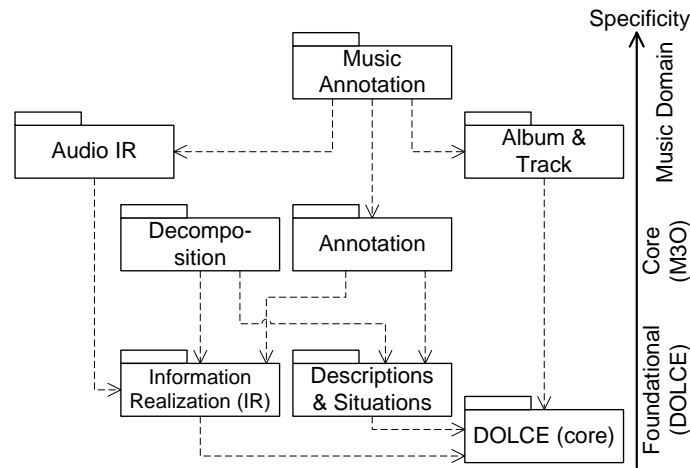 Specificity
Music
Annotation
Audio IR
Album &
Track
Music Domain
Decompo-
sition
Annotation
Core
(M3O)
Information
Realization (IR)
Descriptions
& Situations
DOLCE (core)
Foundational
(DOLCE)